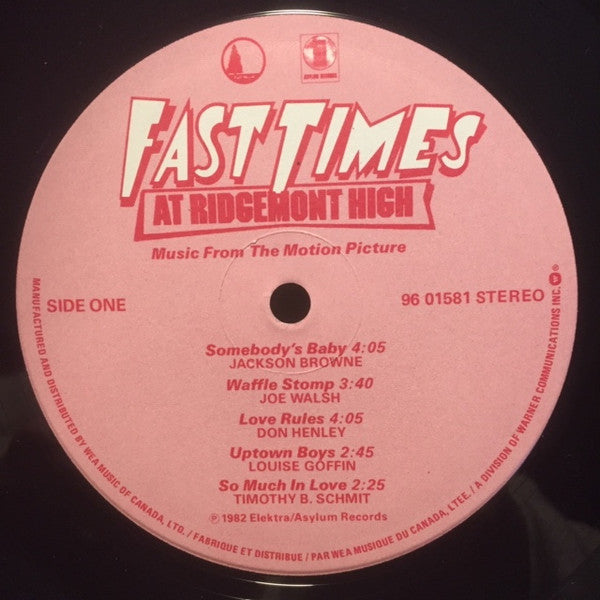 ASYLUM RECORDS
FAST TIMES
AT RIDGEMONT HIGH
Music From The Motion Picture
SIDE ONE
96 01581 STEREO
Somebody's Baby 4:05
JACKSON BROWNE
Waffle Stomp 3:40
JOE WALSH
Love Rules 4:05
DON HENLEY
Uptown Boys 2:45
LOUISE GOFFIN
So Much In Love 2:25
TIMOTHY B. SCHMIT
℗ 1982 Elektra/Asylum Records
MANUFACTURED AND DISTRIBUTED BY WEA MUSIC OF CANADA, LTD. / FABRIQUE ET DISTRIBUE / PAR WEA MUSIQUE DU CANADA, LTEE. / A DIVISION OF WARNER COMMUNICATIONS INC. ®